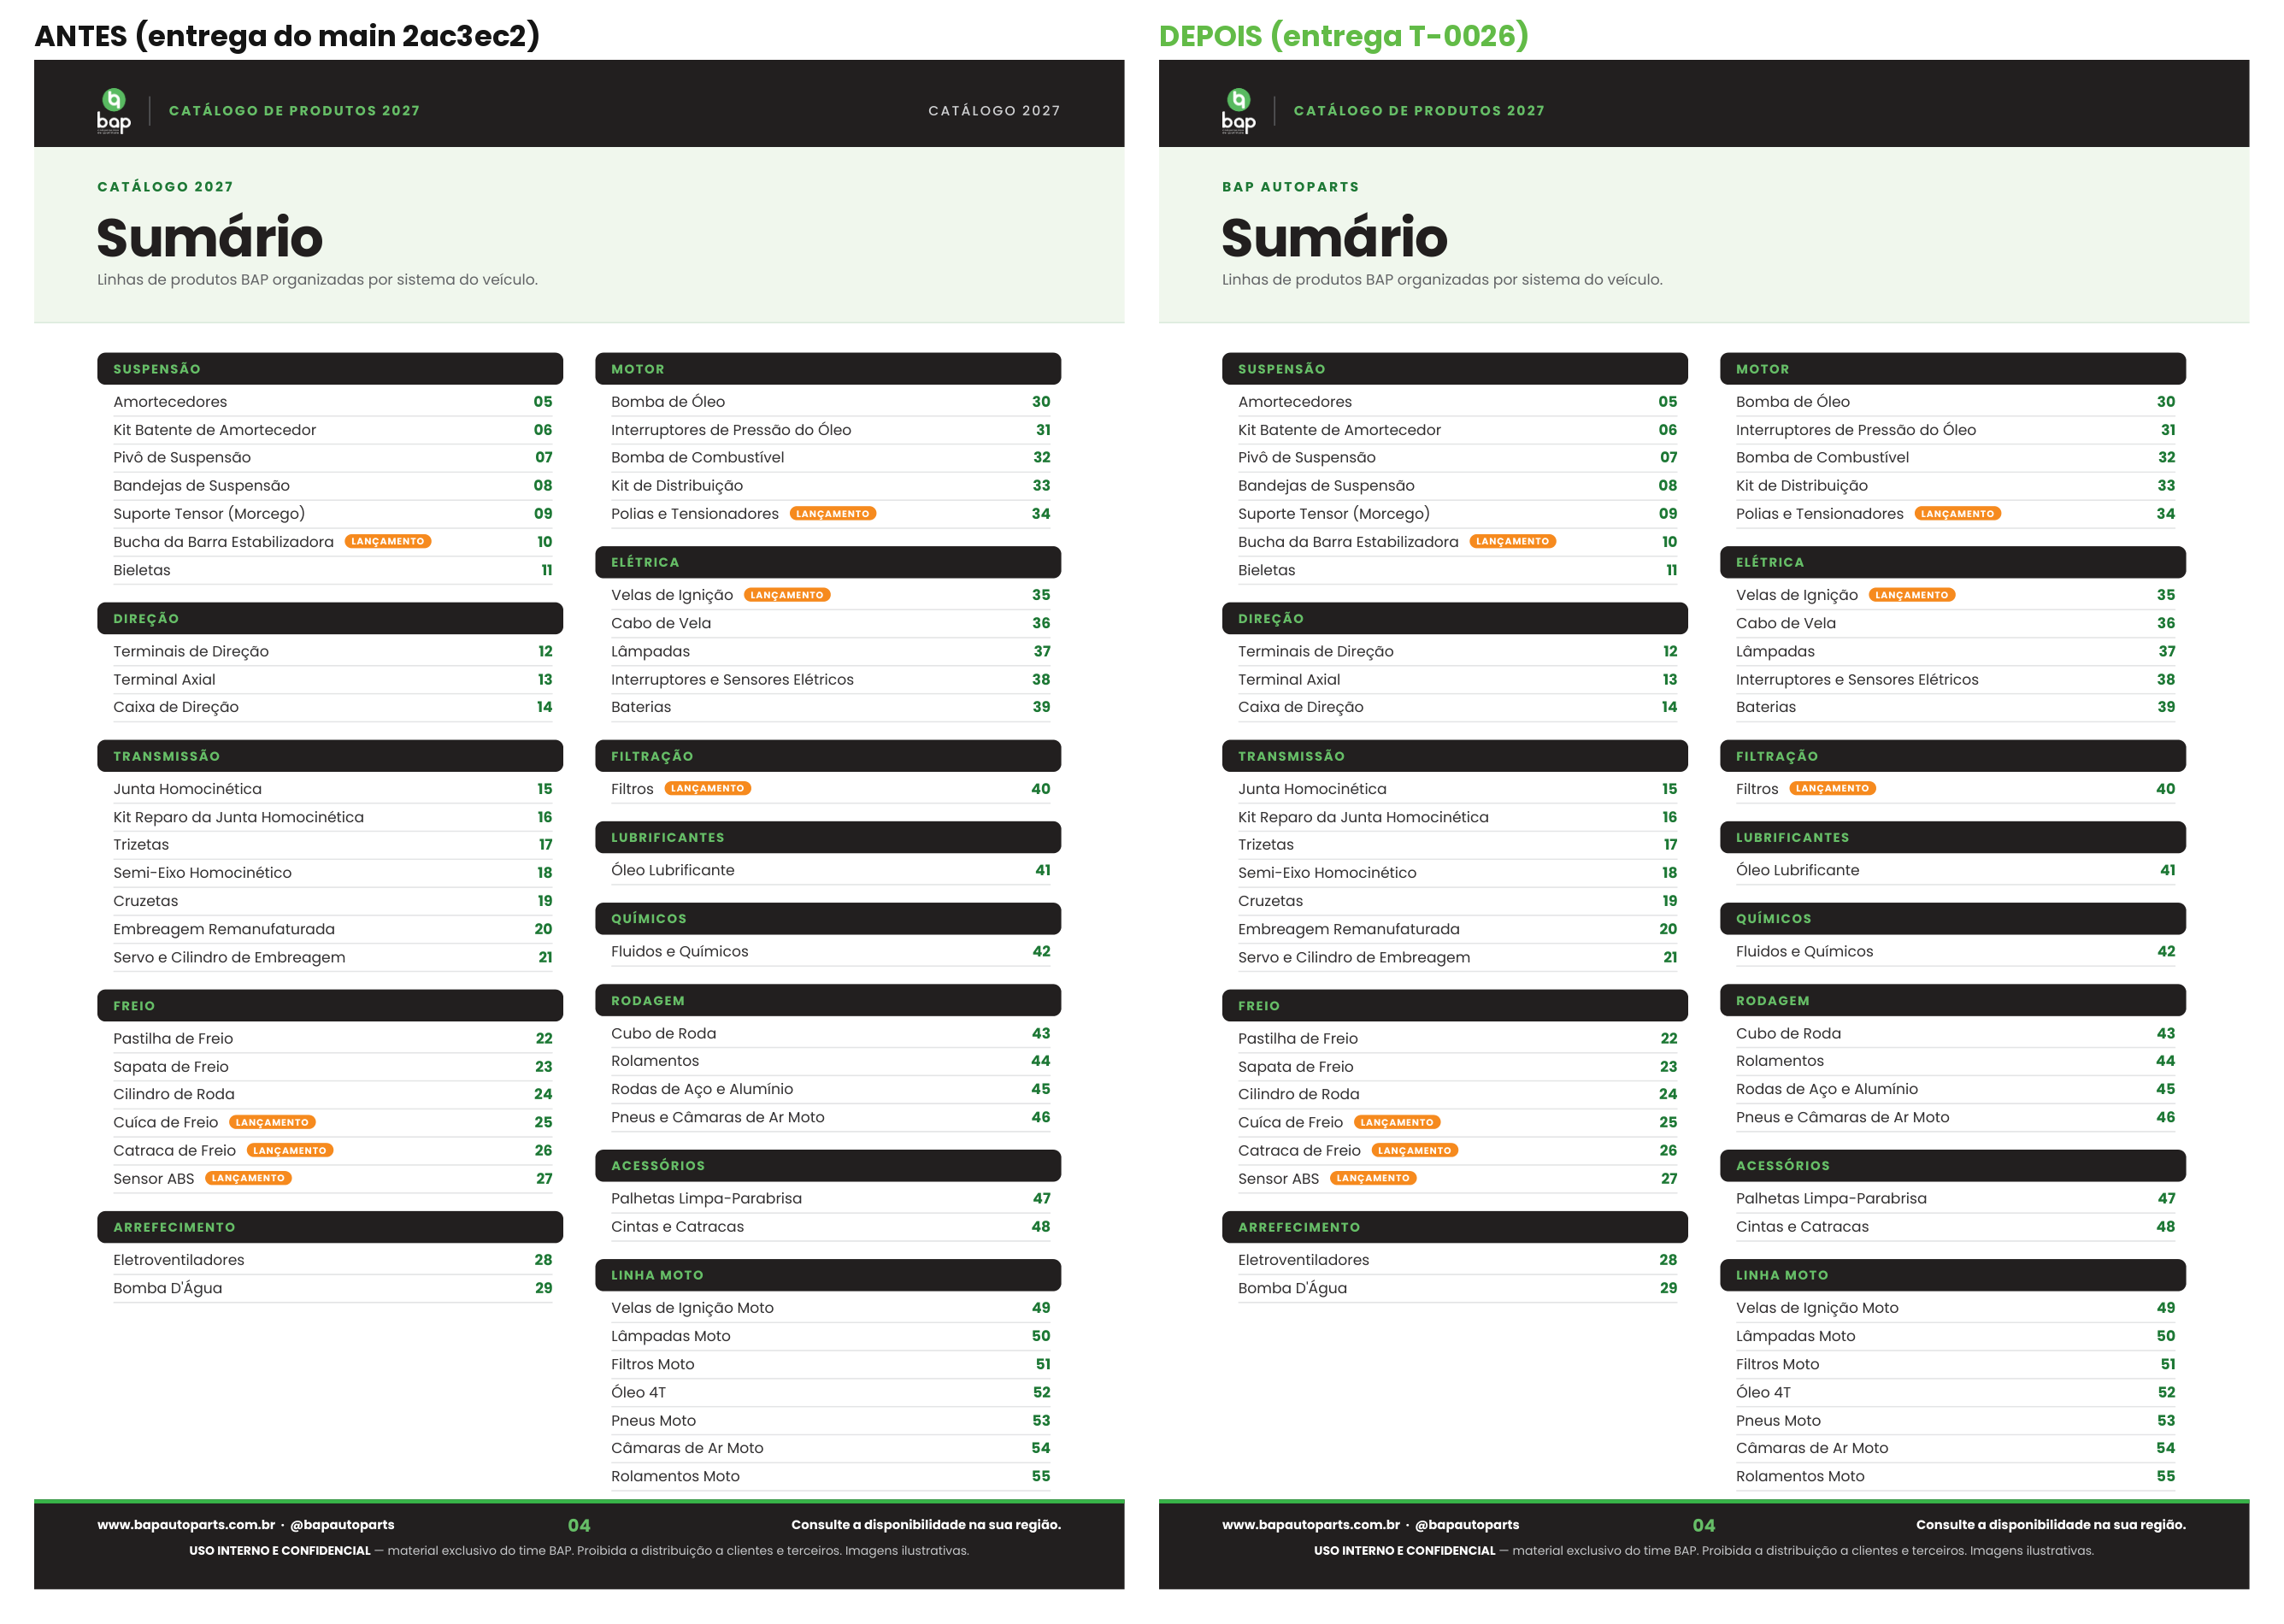 ANTES (entrega do main 2ac3ec2)
bap
CATÁLOGO DE PRODUTOS 2027
CATÁLOGO 2027
CATÁLOGO 2027
Sumário
Linhas de produtos BAP organizadas por sistema do veículo.
SUSPENSÃO
Amortecedores 05
Kit Batente de Amortecedor 06
Pivô de Suspensão 07
Bandejas de Suspensão 08
Suporte Tensor (Morcego) 09
Bucha da Barra Estabilizadora LANÇAMENTO 10
Bieletas 11
DIREÇÃO
Terminais de Direção 12
Terminal Axial 13
Caixa de Direção 14
TRANSMISSÃO
Junta Homocinética 15
Kit Reparo da Junta Homocinética 16
Trizetas 17
Semi-Eixo Homocinético 18
Cruzetas 19
Embreagem Remanufaturada 20
Servo e Cilindro de Embreagem 21
FREIO
Pastilha de Freio 22
Sapata de Freio 23
Cilindro de Roda 24
Cuíca de Freio LANÇAMENTO 25
Catraca de Freio LANÇAMENTO 26
Sensor ABS LANÇAMENTO 27
ARREFECIMENTO
Eletroventiladores 28
Bomba D'Água 29
MOTOR
Bomba de Óleo 30
Interruptores de Pressão do Óleo 31
Bomba de Combustível 32
Kit de Distribuição 33
Polias e Tensionadores LANÇAMENTO 34
ELÉTRICA
Velas de Ignição LANÇAMENTO 35
Cabo de Vela 36
Lâmpadas 37
Interruptores e Sensores Elétricos 38
Baterias 39
FILTRAÇÃO
Filtros LANÇAMENTO 40
LUBRIFICANTES
Óleo Lubrificante 41
QUÍMICOS
Fluidos e Químicos 42
RODAGEM
Cubo de Roda 43
Rolamentos 44
Rodas de Aço e Alumínio 45
Pneus e Câmaras de Ar Moto 46
ACESSÓRIOS
Palhetas Limpa-Parabrisa 47
Cintas e Catracas 48
LINHA MOTO
Velas de Ignição Moto 49
Lâmpadas Moto 50
Filtros Moto 51
Óleo 4T 52
Pneus Moto 53
Câmaras de Ar Moto 54
Rolamentos Moto 55
www.bapautoparts.com.br · @bapautoparts 04 Consulte a disponibilidade na sua região.
USO INTERNO E CONFIDENCIAL — material exclusivo do time BAP. Proibida a distribuição a clientes e terceiros. Imagens ilustrativas.
DEPOIS (entrega T-0026)
bap
CATÁLOGO DE PRODUTOS 2027
BAP AUTOPARTS
Sumário
Linhas de produtos BAP organizadas por sistema do veículo.
SUSPENSÃO
Amortecedores 05
Kit Batente de Amortecedor 06
Pivô de Suspensão 07
Bandejas de Suspensão 08
Suporte Tensor (Morcego) 09
Bucha da Barra Estabilizadora LANÇAMENTO 10
Bieletas 11
DIREÇÃO
Terminais de Direção 12
Terminal Axial 13
Caixa de Direção 14
TRANSMISSÃO
Junta Homocinética 15
Kit Reparo da Junta Homocinética 16
Trizetas 17
Semi-Eixo Homocinético 18
Cruzetas 19
Embreagem Remanufaturada 20
Servo e Cilindro de Embreagem 21
FREIO
Pastilha de Freio 22
Sapata de Freio 23
Cilindro de Roda 24
Cuíca de Freio LANÇAMENTO 25
Catraca de Freio LANÇAMENTO 26
Sensor ABS LANÇAMENTO 27
ARREFECIMENTO
Eletroventiladores 28
Bomba D'Água 29
MOTOR
Bomba de Óleo 30
Interruptores de Pressão do Óleo 31
Bomba de Combustível 32
Kit de Distribuição 33
Polias e Tensionadores LANÇAMENTO 34
ELÉTRICA
Velas de Ignição LANÇAMENTO 35
Cabo de Vela 36
Lâmpadas 37
Interruptores e Sensores Elétricos 38
Baterias 39
FILTRAÇÃO
Filtros LANÇAMENTO 40
LUBRIFICANTES
Óleo Lubrificante 41
QUÍMICOS
Fluidos e Químicos 42
RODAGEM
Cubo de Roda 43
Rolamentos 44
Rodas de Aço e Alumínio 45
Pneus e Câmaras de Ar Moto 46
ACESSÓRIOS
Palhetas Limpa-Parabrisa 47
Cintas e Catracas 48
LINHA MOTO
Velas de Ignição Moto 49
Lâmpadas Moto 50
Filtros Moto 51
Óleo 4T 52
Pneus Moto 53
Câmaras de Ar Moto 54
Rolamentos Moto 55
www.bapautoparts.com.br · @bapautoparts 04 Consulte a disponibilidade na sua região.
USO INTERNO E CONFIDENCIAL — material exclusivo do time BAP. Proibida a distribuição a clientes e terceiros. Imagens ilustrativas.